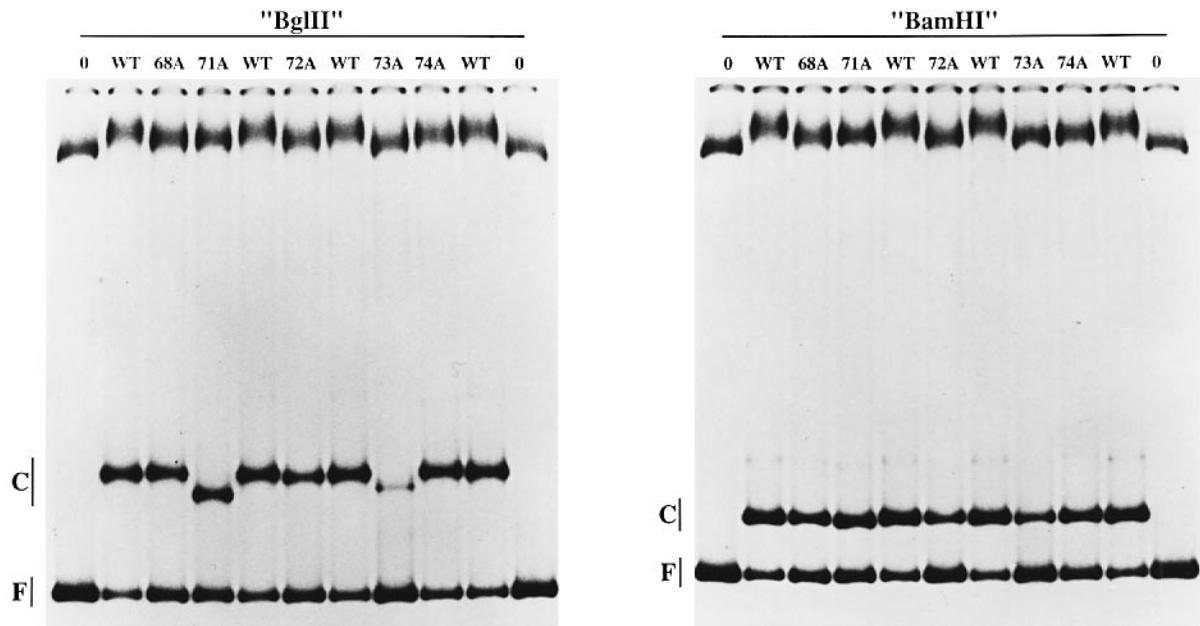 "BglII"
0 WT 68A 71A WT 72A WT 73A 74A WT 0
C
F
"BamHI"
0 WT 68A 71A WT 72A WT 73A 74A WT 0
C
F